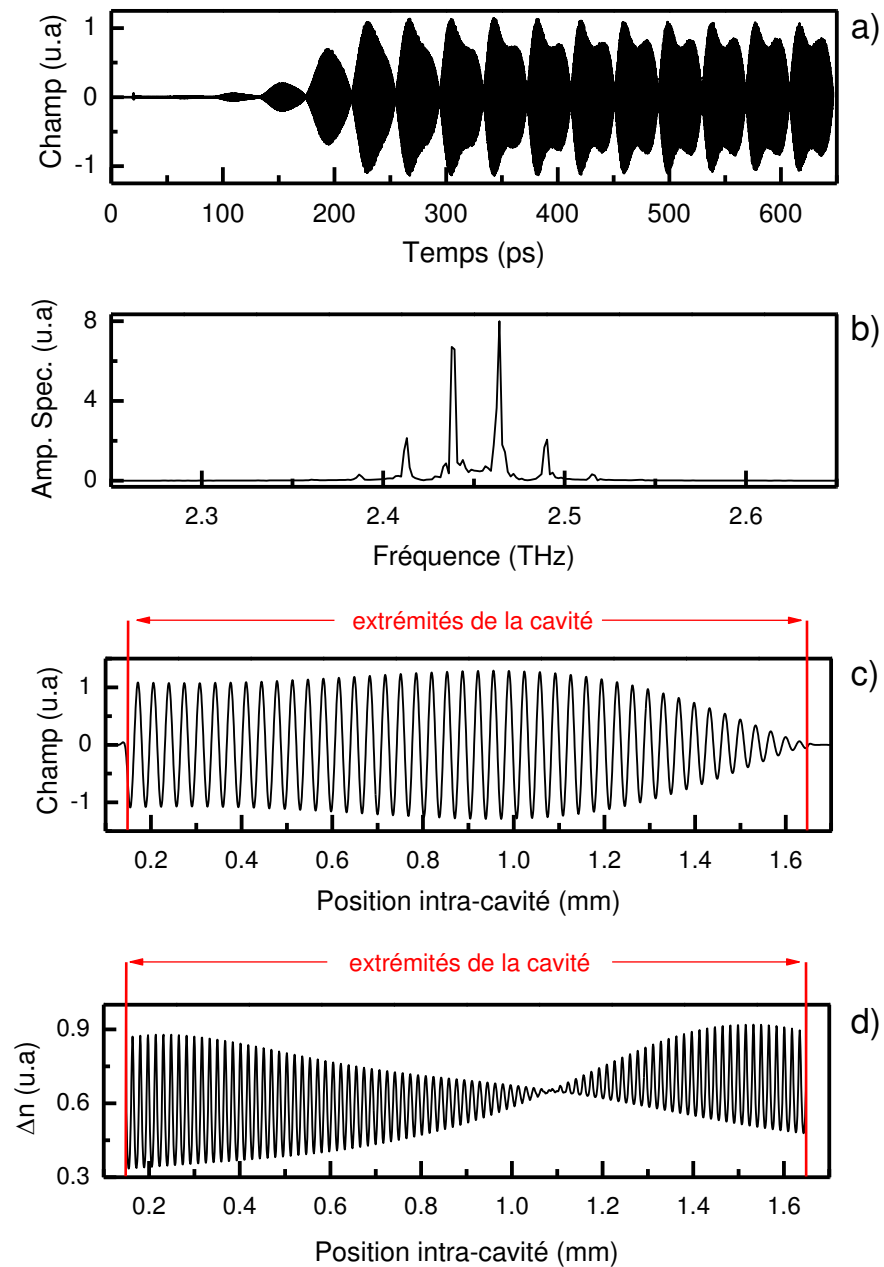 a)
Champ (u.a)
1
0
-1
0 100 200 300 400 500 600
Temps (ps)
b)
Amp. Spec. (u.a)
8
4
0
2.3 2.4 2.5 2.6
Fréquence (THz)
extrémités de la cavité
c)
Champ (u.a)
1
0
-1
0.2 0.4 0.6 0.8 1.0 1.2 1.4 1.6
Position intra-cavité (mm)
extrémités de la cavité
d)
Δn (u.a)
0.9
0.6
0.3
0.2 0.4 0.6 0.8 1.0 1.2 1.4 1.6
Position intra-cavité (mm)